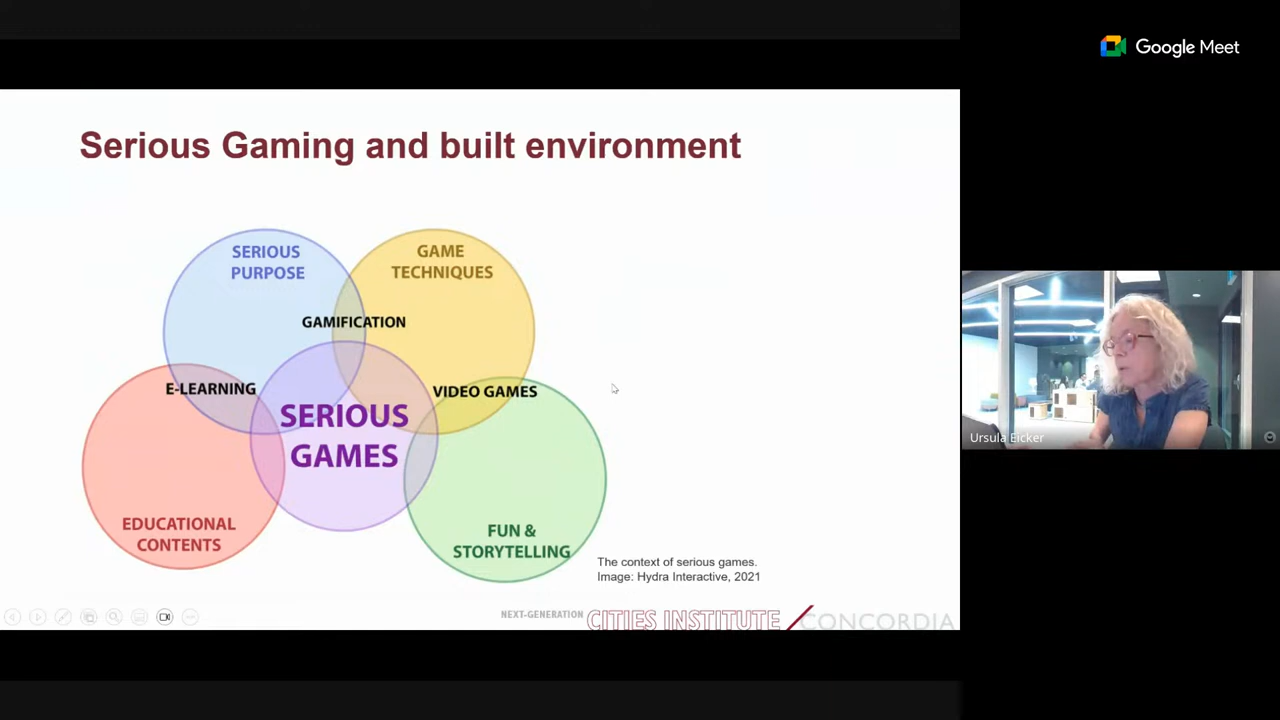 Google Meet
Serious Gaming and built environment
SERIOUS
PURPOSE
GAME
TECHNIQUES
GAMIFICATION
E-LEARNING
VIDEO GAMES
SERIOUS
GAMES
Ursula Eicker
EDUCATIONAL
CONTENTS
FUN &
STORYTELLING
The context of serious games.
Image: Hydra Interactive, 2021
NEXT-GENERATION CITIES INSTITUTE CONCORDIA